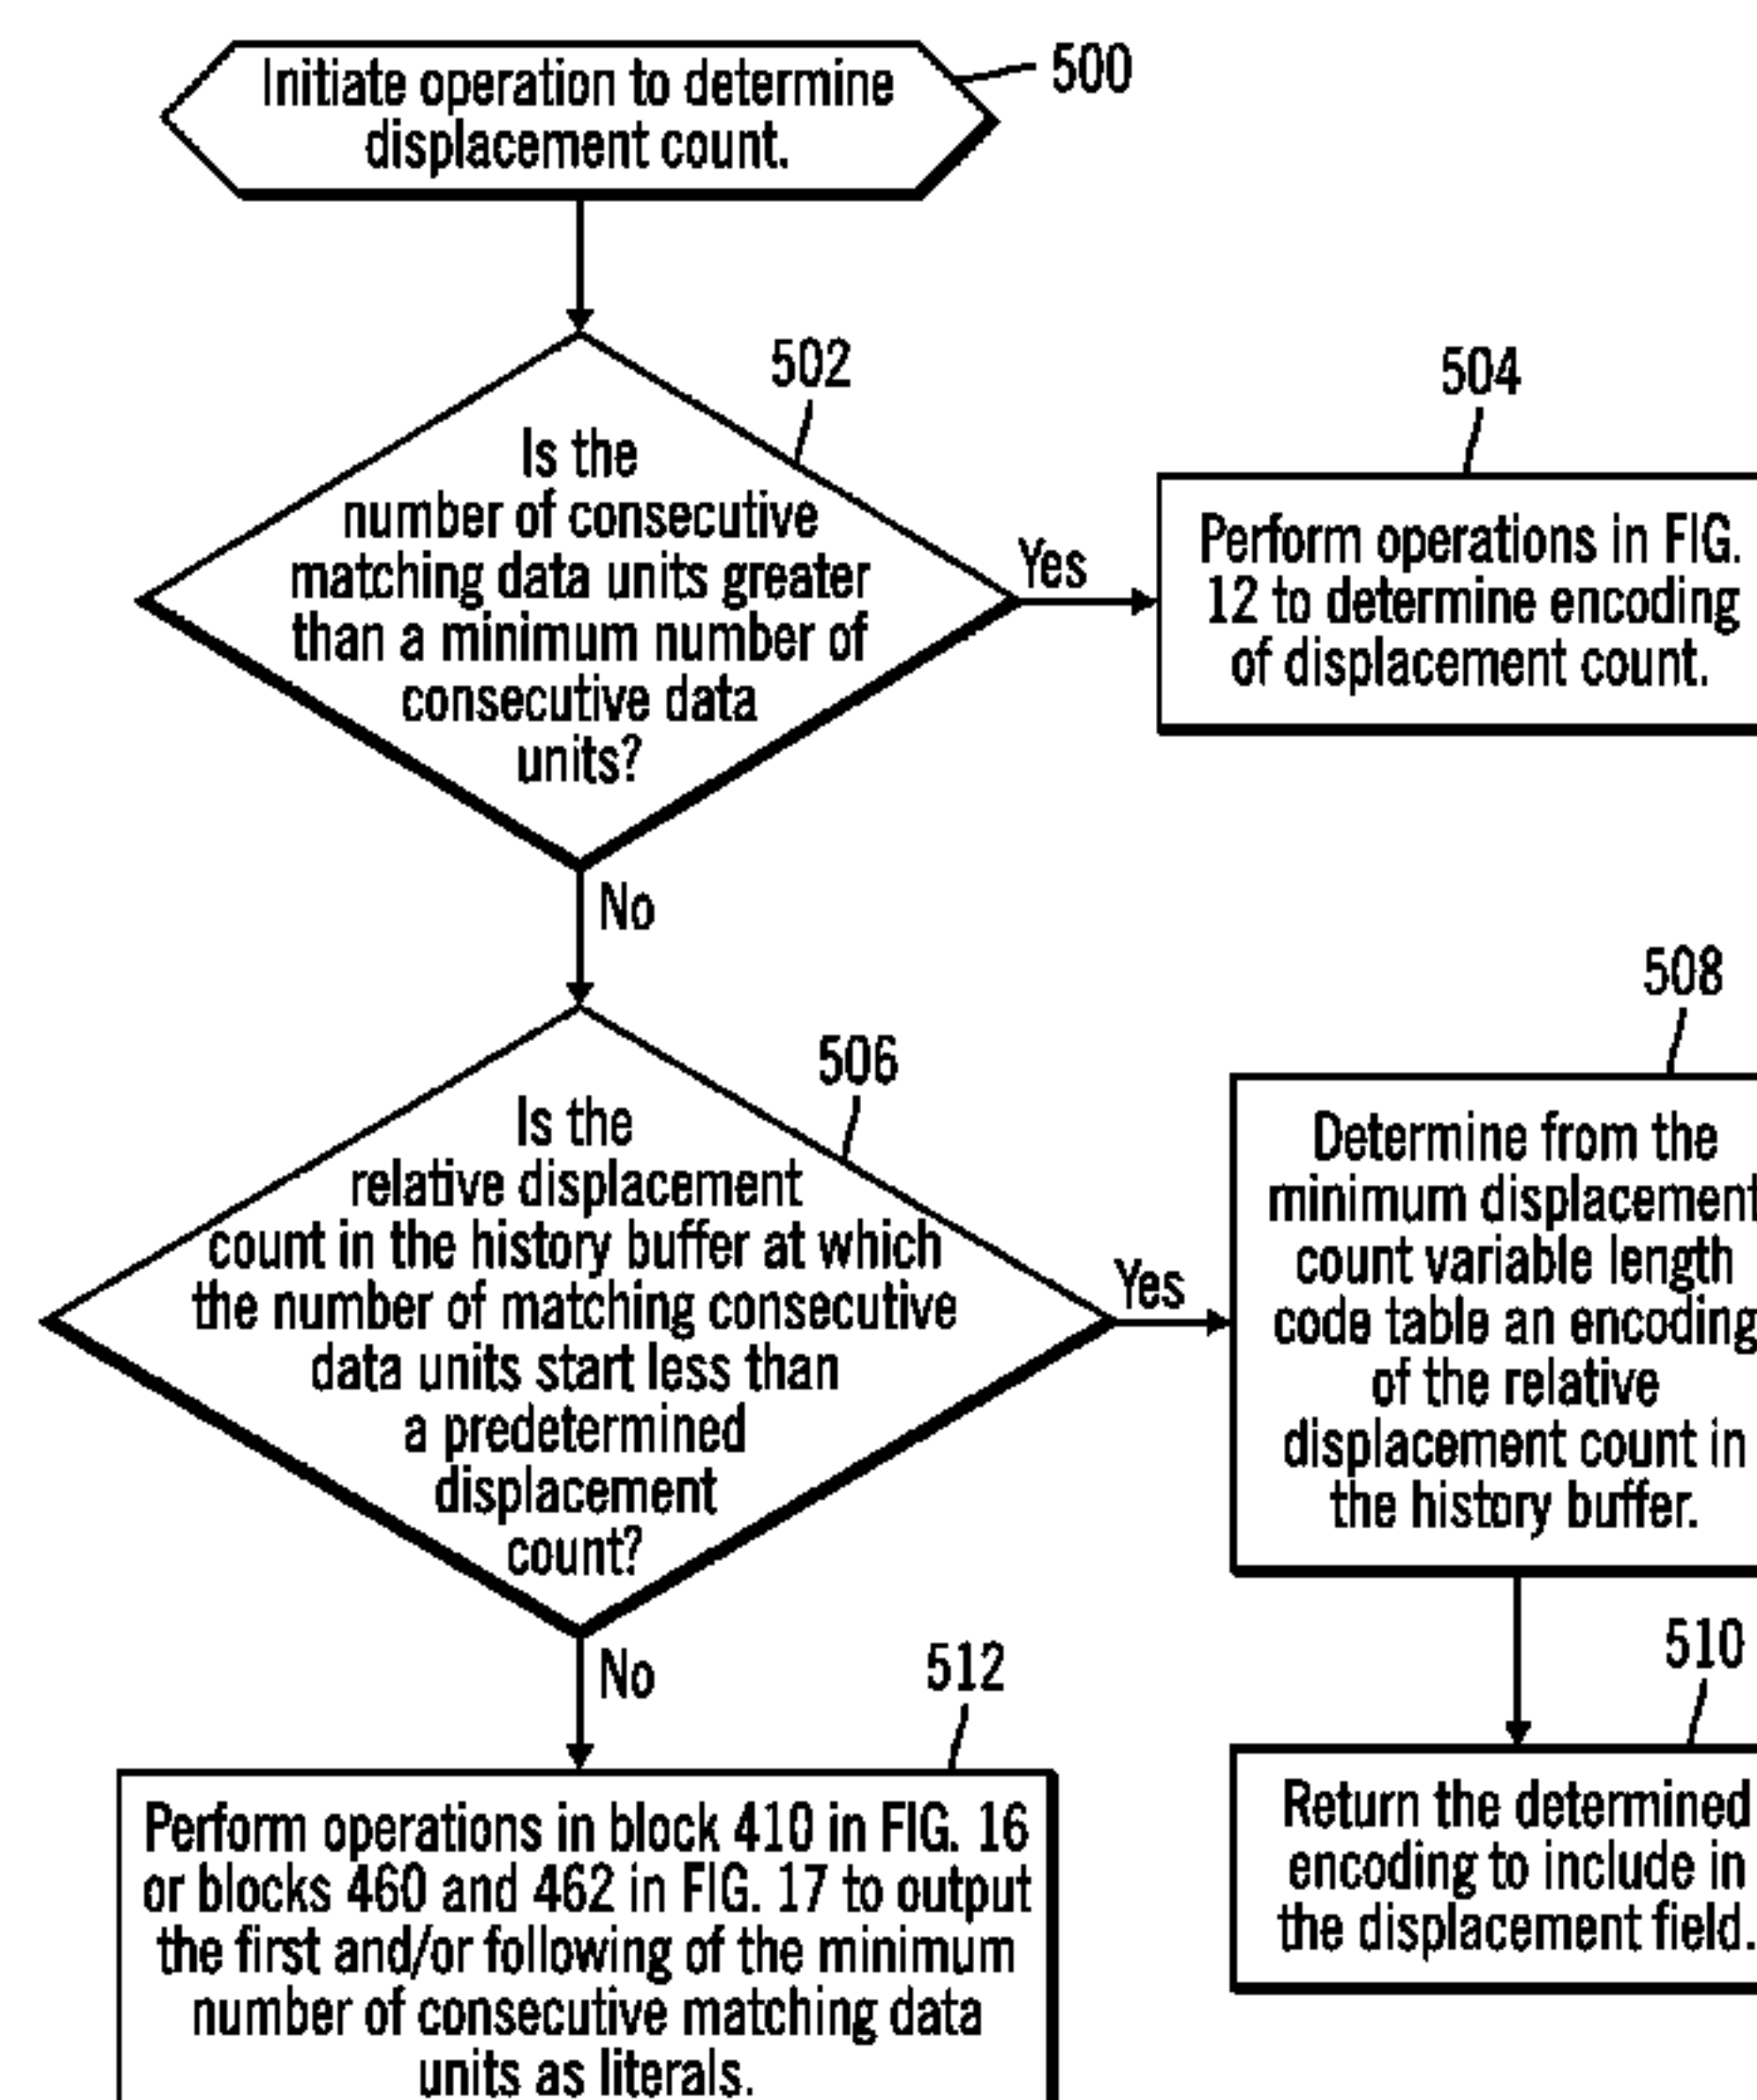 Initiate operation to determine
displacement count.
500
502
Is the
number of consecutive
matching data units greater
than a minimum number of
consecutive data
units?
Yes
504
Perform operations in FIG.
12 to determine encoding
of displacement count.
No
506
Is the
relative displacement
count in the history buffer at which
the number of matching consecutive
data units start less than
a predetermined
displacement
count?
Yes
508
Determine from the
minimum displacement
count variable length
code table an encoding
of the relative
displacement count in
the history buffer.
510
Return the determined
encoding to include in
the displacement field.
No
512
Perform operations in block 410 in FIG. 16
or blocks 460 and 462 in FIG. 17 to output
the first and/or following of the minimum
number of consecutive matching data
units as literals.